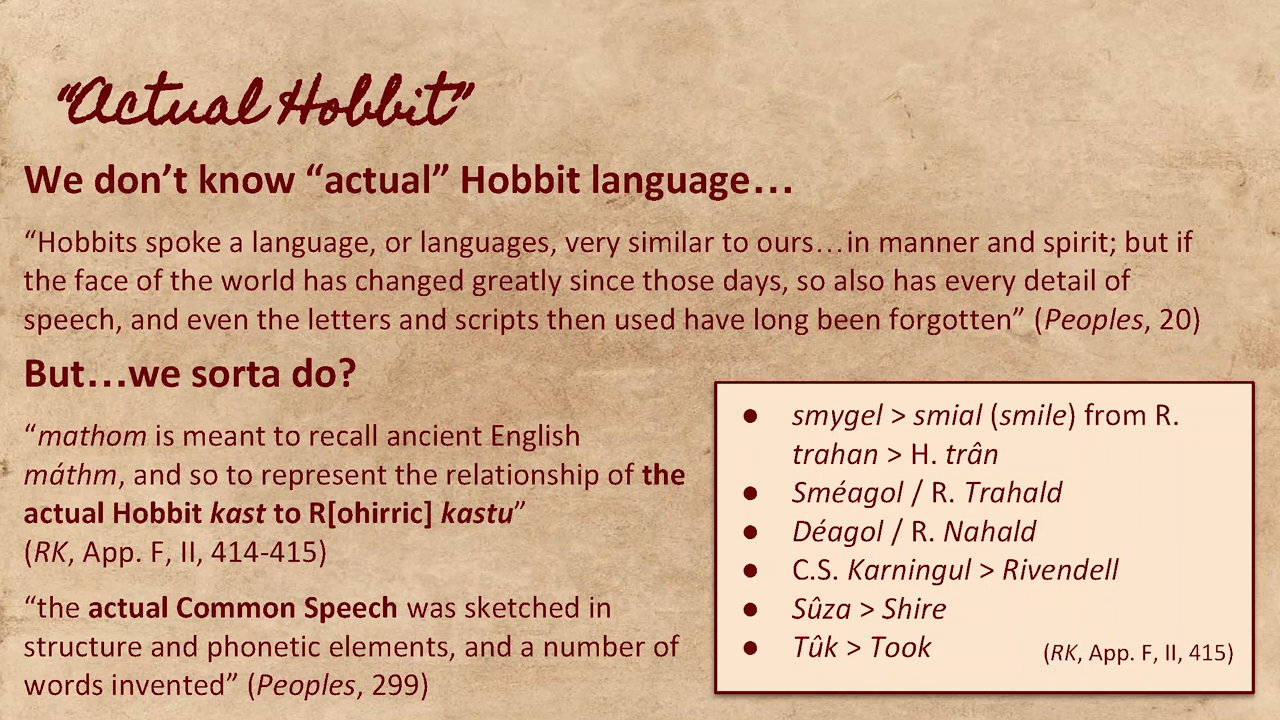 “Actual Hobbit”
We don’t know “actual” Hobbit language…
“Hobbits spoke a language, or languages, very similar to ours…in manner and spirit; but if
the face of the world has changed greatly since those days, so also has every detail of
speech, and even the letters and scripts then used have long been forgotten” (Peoples, 20)
But…we sorta do?
“mathom is meant to recall ancient English
máthm, and so to represent the relationship of the
actual Hobbit kast to R[ohirric] kastu”
(RK, App. F, II, 414-415)
“the actual Common Speech was sketched in
structure and phonetic elements, and a number of
words invented” (Peoples, 299)
● smygel > smial (smile) from R.
trahan > H. trân
● Sméagol / R. Trahald
● Déagol / R. Nahald
● C.S. Karningul > Rivendell
● Sûza > Shire
● Tûk > Took
(RK, App. F, II, 415)